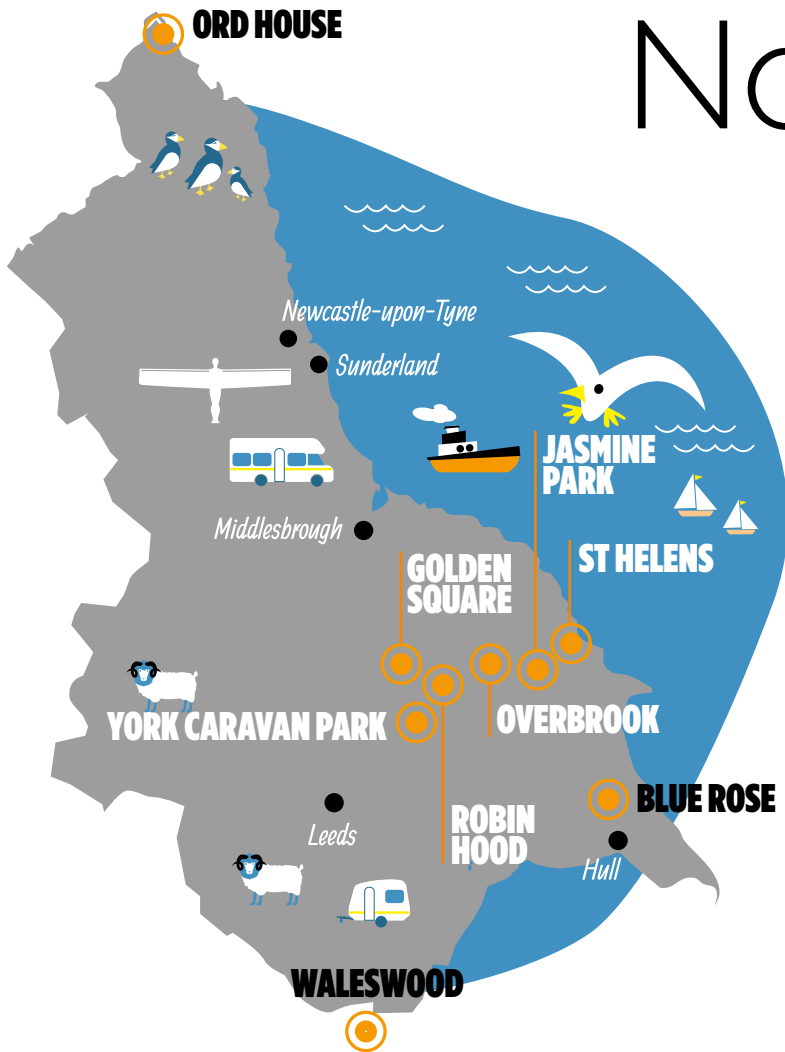 ORD HOUSE
Newcastle-upon-Tyne
Sunderland
JASMINE
PARK
Middlesbrough
ST HELENS
GOLDEN
SQUARE
YORK CARAVAN PARK
OVERBROOK
BLUE ROSE
ROBIN
HOOD
Leeds
Hull
WALESWOOD